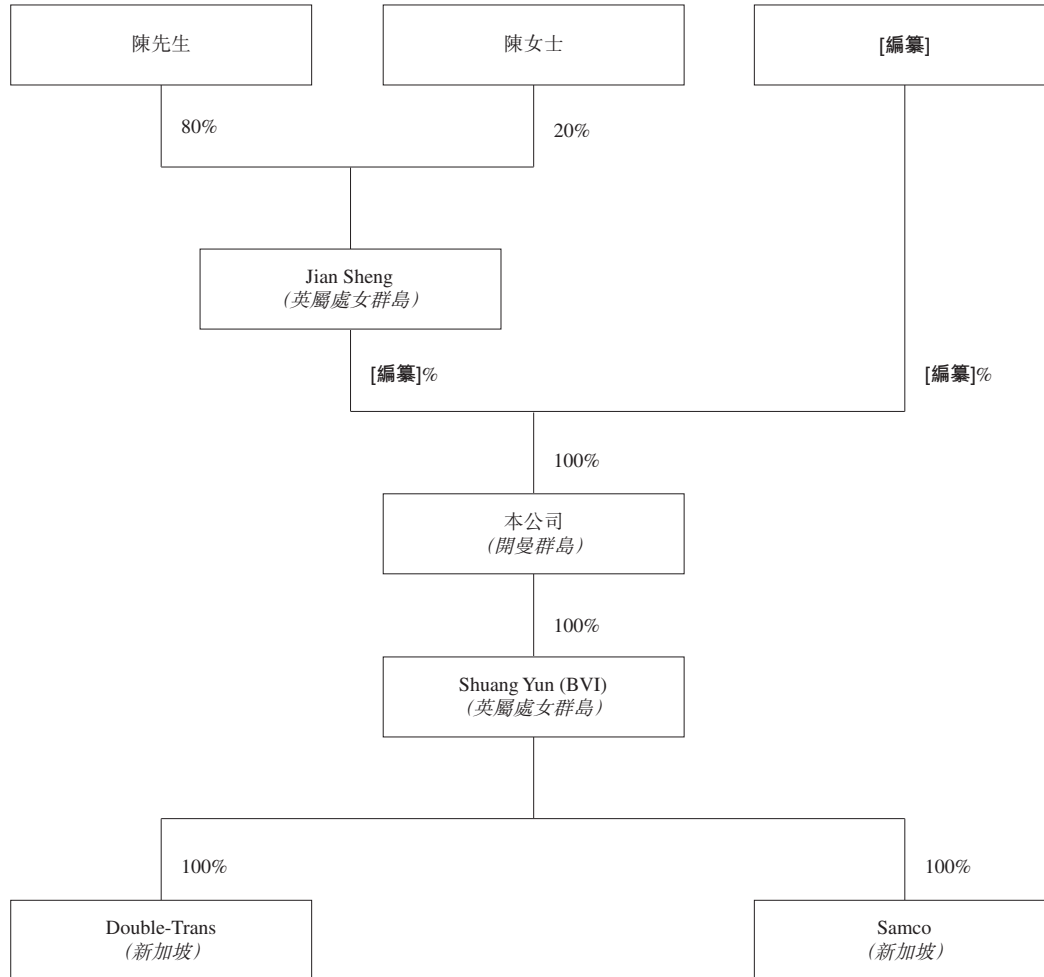 陳先生
陳女士
[編纂]
80%
20%
Jian Sheng
(英屬處女群島)
[編纂]%
[編纂]%
100%
本公司
(開曼群島)
100%
Shuang Yun (BVI)
(英屬處女群島)
100%
100%
Double-Trans
(新加坡)
Samco
(新加坡)